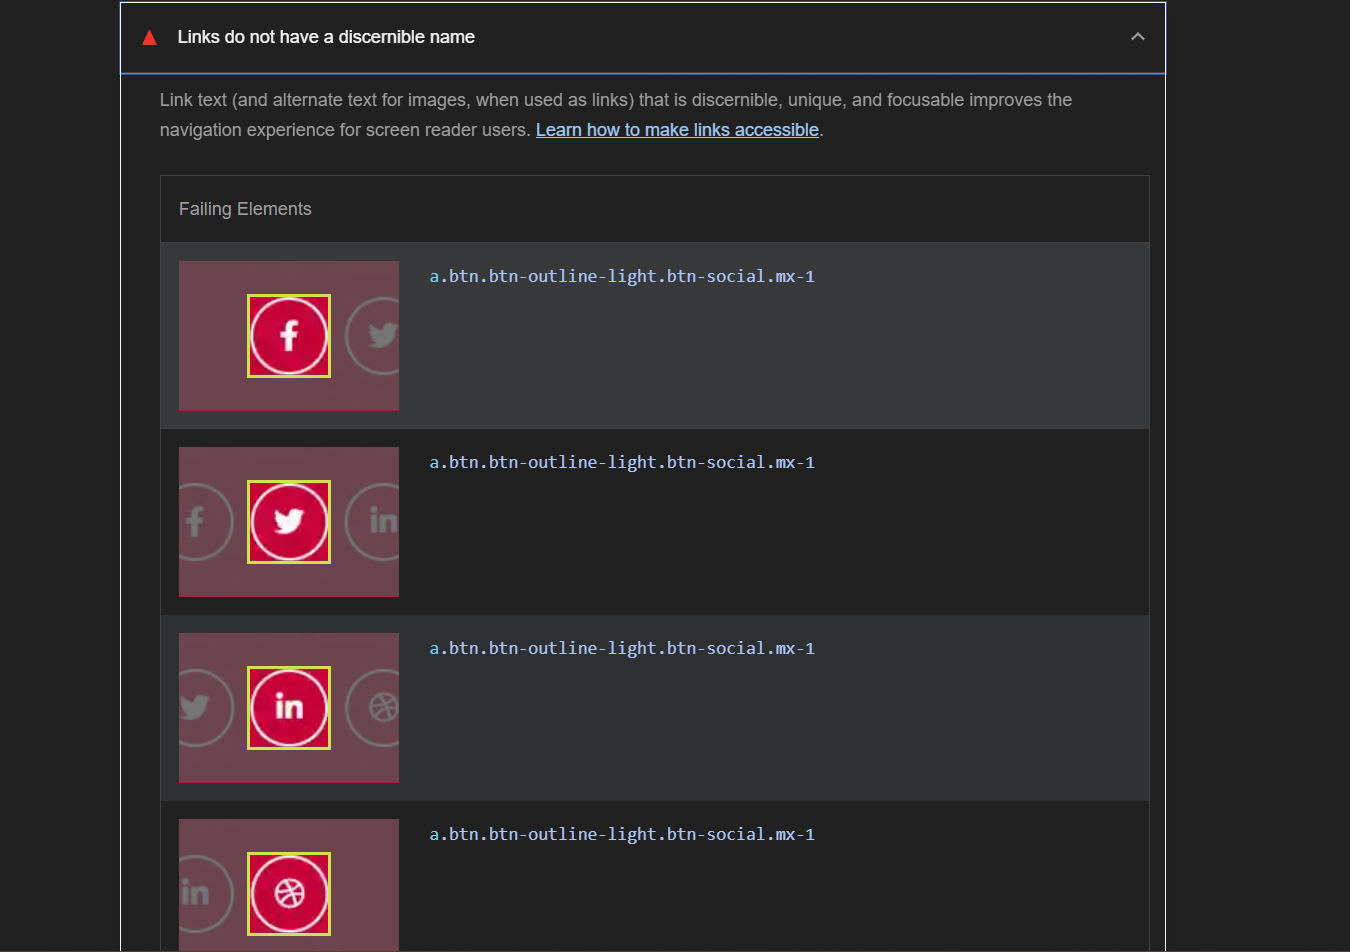 Links do not have a discernible name
Link text (and alternate text for images, when used as links) that is discernible, unique, and focusable improves the
navigation experience for screen reader users. Learn how to make links accessible.
Failing Elements
a.btn.btn-outline-light.btn-social.mx-1
f
a.btn.btn-outline-light.btn-social.mx-1
f
in
a.btn.btn-outline-light.btn-social.mx-1
in
a.btn.btn-outline-light.btn-social.mx-1
in